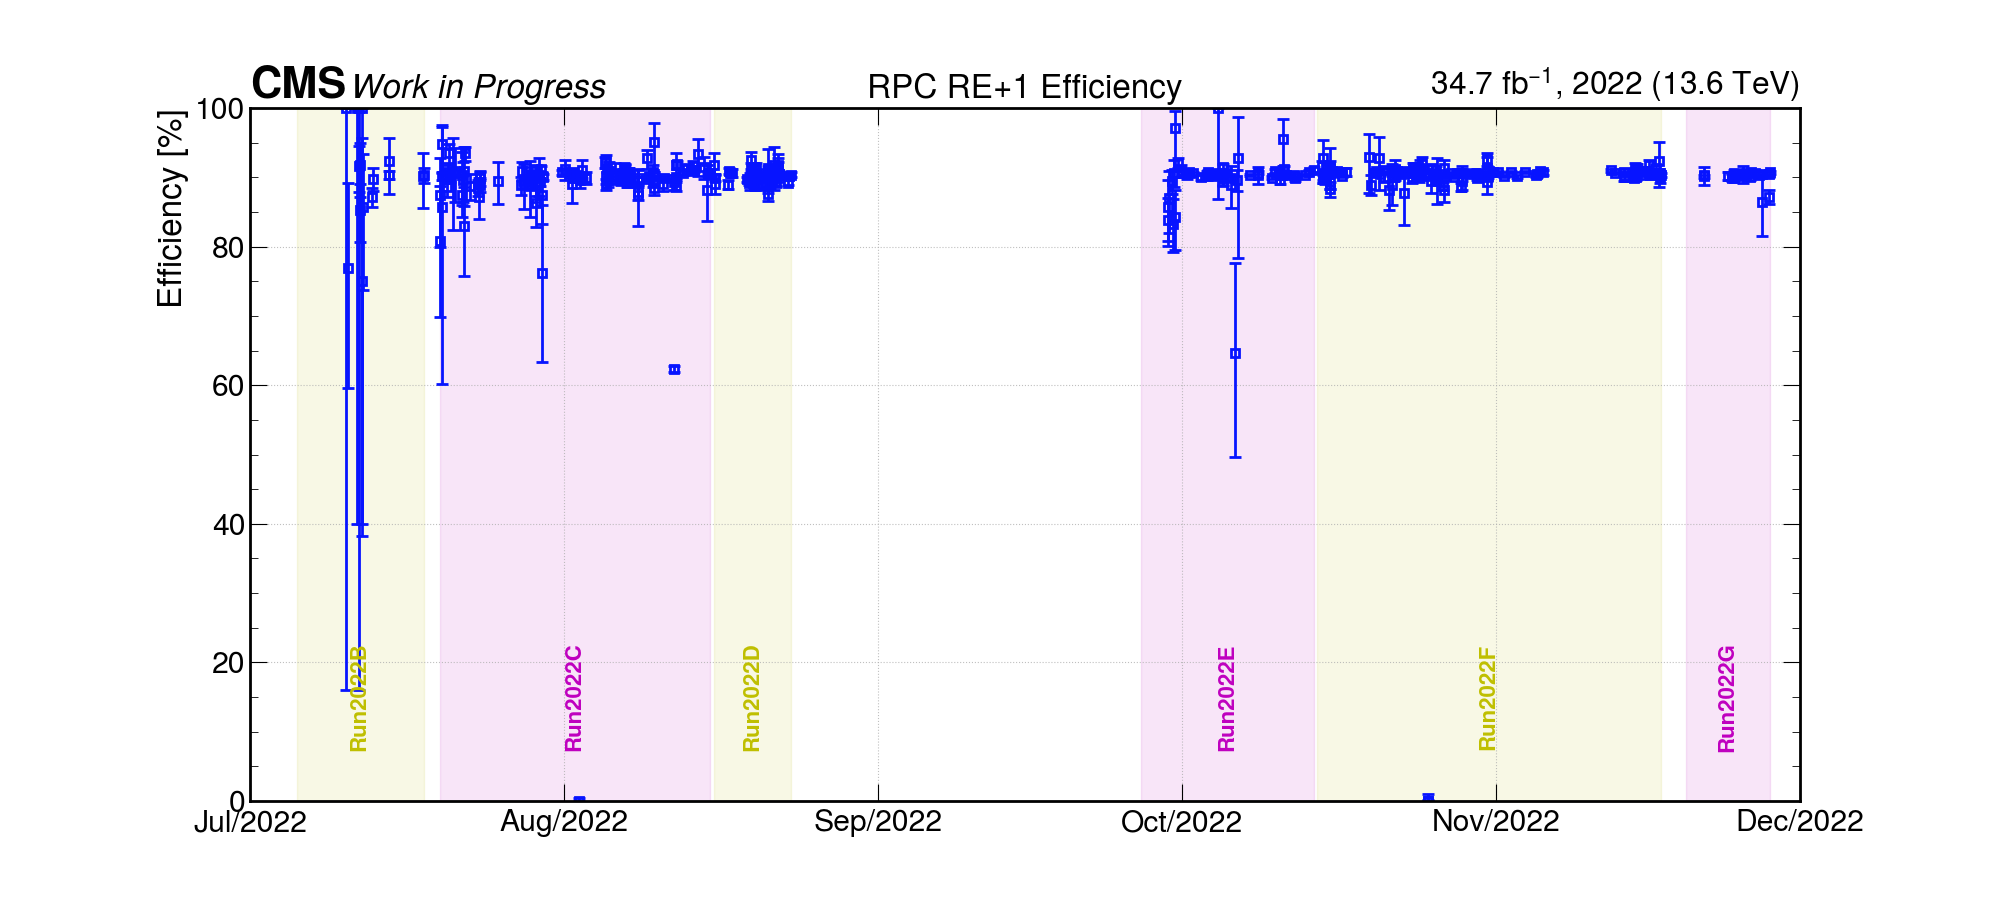 CMS Work in Progress RPC RE+1 Efficiency 34.7 fb⁻¹, 2022 (13.6 TeV)
Efficiency [%]
100
80
60
40
20
0
Run2022B Run2022C Run2022D Run2022E Run2022F Run2022G
Jul/2022 Aug/2022 Sep/2022 Oct/2022 Nov/2022 Dec/2022